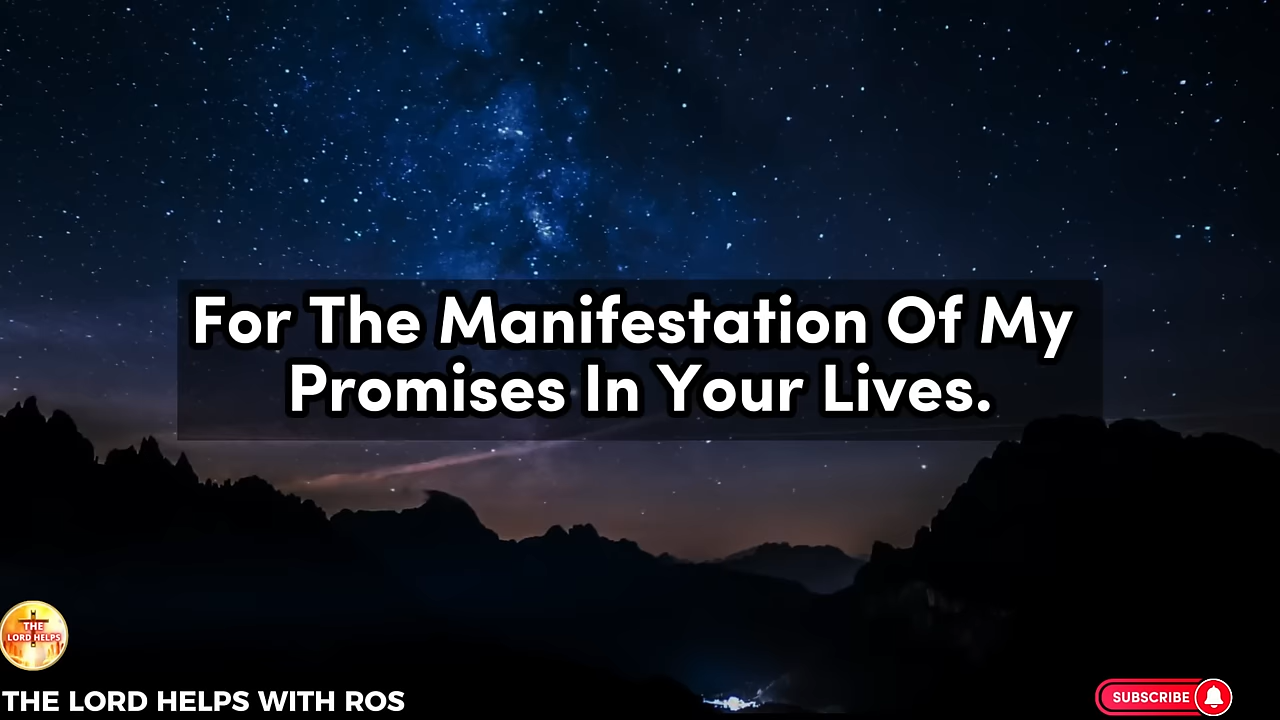 For The Manifestation Of My
Promises In Your Lives.
THE
LORD HELPS
THE LORD HELPS WITH ROS
SUBSCRIBE